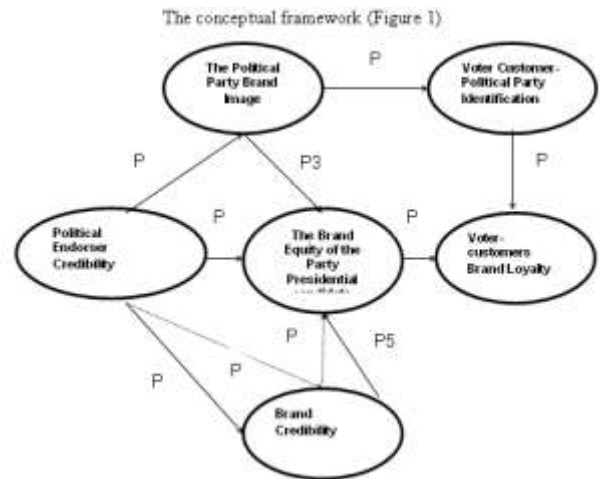 The conceptual framework (Figure 1)
The Political
Party Brand
Image
P
Voter Customer-
Political Party
Identification
P
P3
P
Political
Endorser
Credibility
P
The Brand
Equity of the
Party
Presidential
P
Voter-
customers
Brand Loyalty
P
P5
P
P
Brand
Credibility